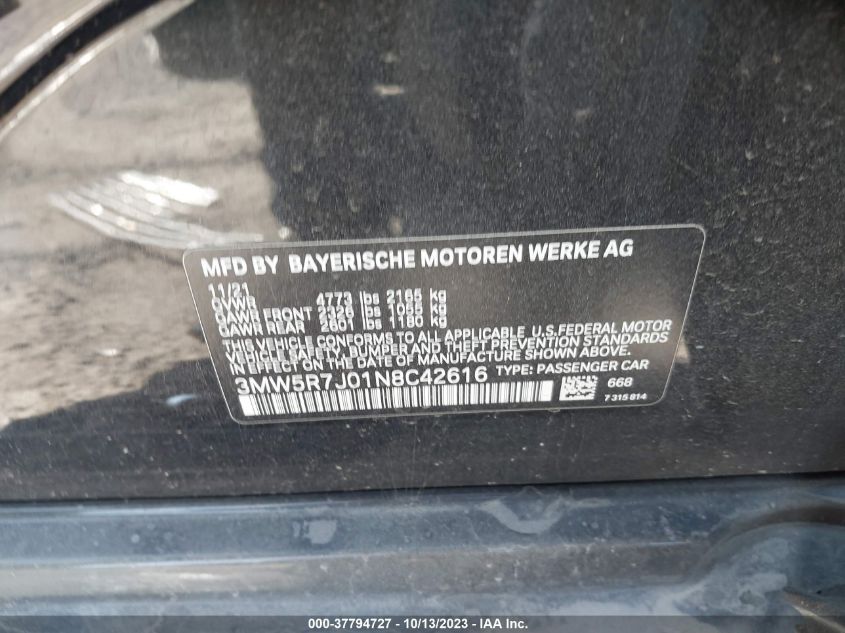 MFD BY BAYERISCHE MOTOREN WERKE AG
11/21
GVWR 4773 lbs 2165 kg
GAWR FRONT 2326 lbs 1055 kg
GAWR REAR 2601 lbs 1180 kg
THIS VEHICLE CONFORMS TO ALL APPLICABLE U.S.FEDERAL MOTOR
VEHICLE SAFETY, BUMPER AND THEFT PREVENTION STANDARDS
IN EFFECT ON THE DATE OF MANUFACTURE SHOWN ABOVE.
3MW5R7J01N8C42616 TYPE: PASSENGER CAR
668
7 315 814
000-37794727 - 10/13/2023 - IAA Inc.